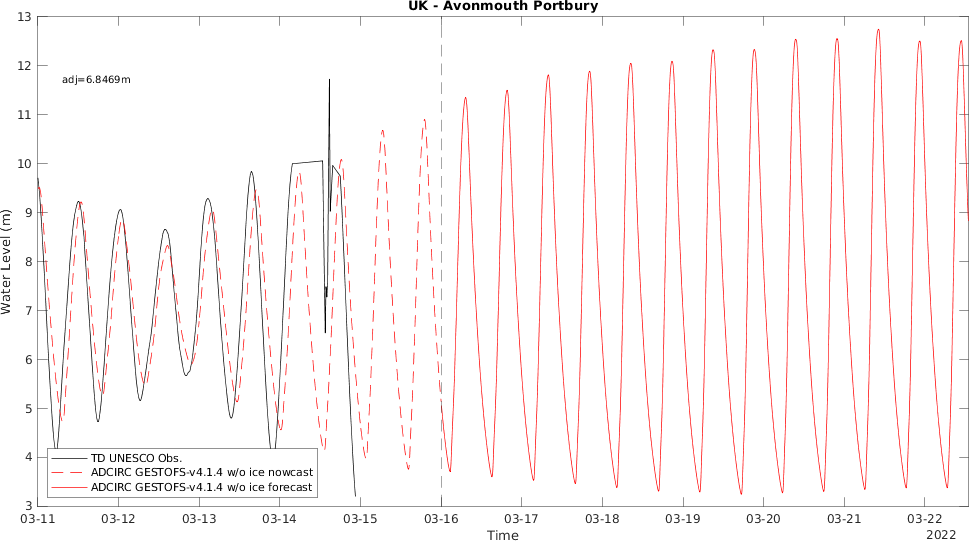 UK - Avonmouth Portbury
13
12
11
10
9
8
7
6
5
4
3
Water Level (m)
adj=6.8469m
TD UNESCO Obs.
ADCIRC GESTOFS-v4.1.4 w/o ice nowcast
ADCIRC GESTOFS-v4.1.4 w/o ice forecast
03-11 03-12 03-13 03-14 03-15 03-16 03-17 03-18 03-19 03-20 03-21 03-22
Time
2022